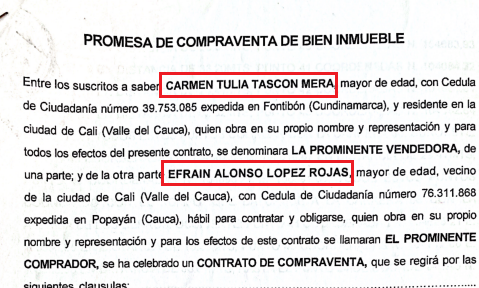 PROMESA DE COMPRAVENTA DE BIEN INMUEBLE
Entre los suscritos a saber CARMEN TULIA TASCON MERA, mayor de edad, con Cedula
de Ciudadanía número 39.753.085 expedida en Fontibón (Cundinamarca), y residente en la
ciudad de Cali (Valle del Cauca), quien obra en su propio nombre y representación y para
todos los efectos del presente contrato, se denominara LA PROMINENTE VENDEDORA, de
una parte; y de la otra parte EFRAIN ALONSO LOPEZ ROJAS, mayor de edad, vecino
de la ciudad de Cali (Valle del Cauca), con Cedula de Ciudadanía número 76.311.868
expedida en Popayán (Cauca), hábil para contratar y obligarse, quien obra en su propio
nombre y representación y para los efectos de este contrato se llamaran EL PROMINENTE
COMPRADOR, se ha celebrado un CONTRATO DE COMPRAVENTA, que se regirá por las
siguientes clausulas: